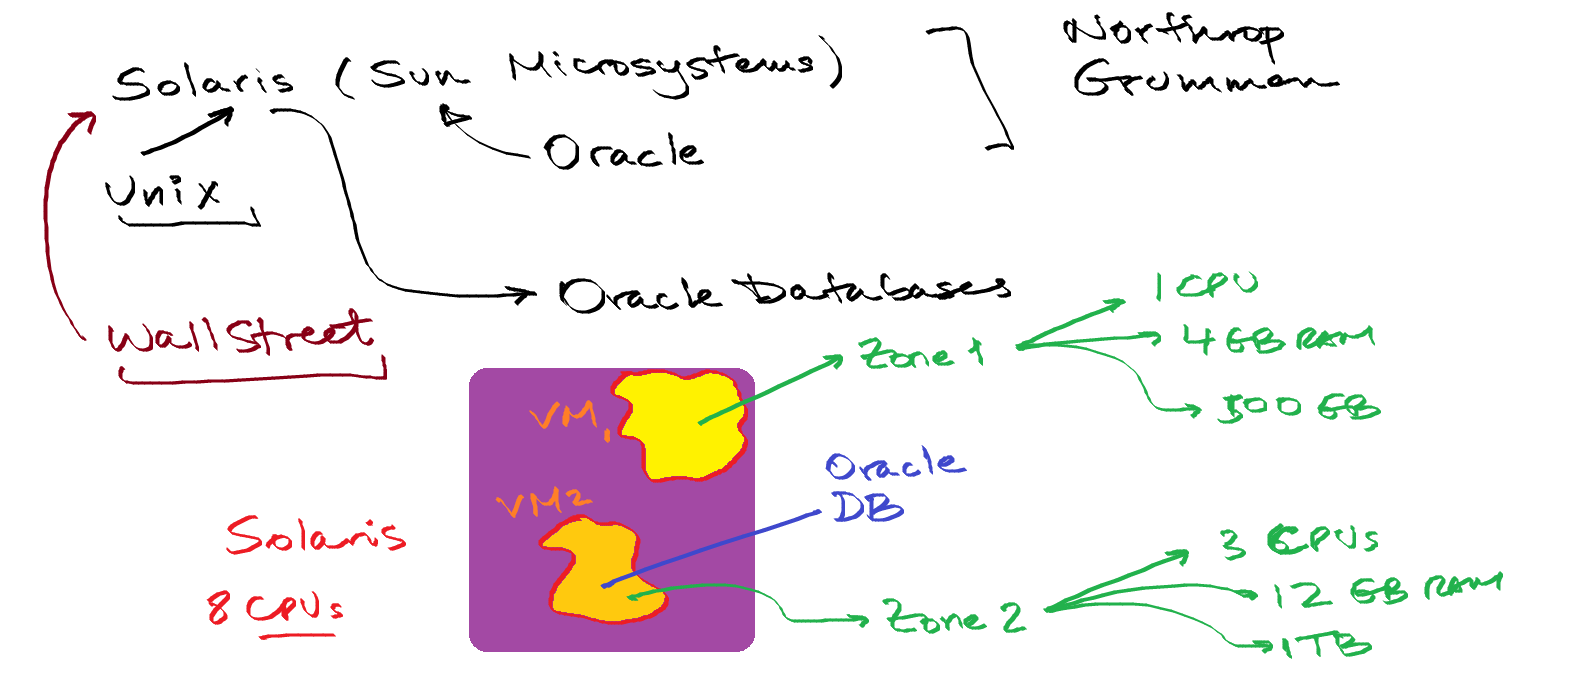 Northrop
Grumman
Solaris (Sun Microsystems)
Oracle
Unix
Oracle Databases
Wall Street
1 CPU
Zone 1
4 GB RAM
500 GB
VM1
Oracle
DB
VM2
Solaris
8 CPUs
3 CPUs
12 GB RAM
Zone 2
1 TB